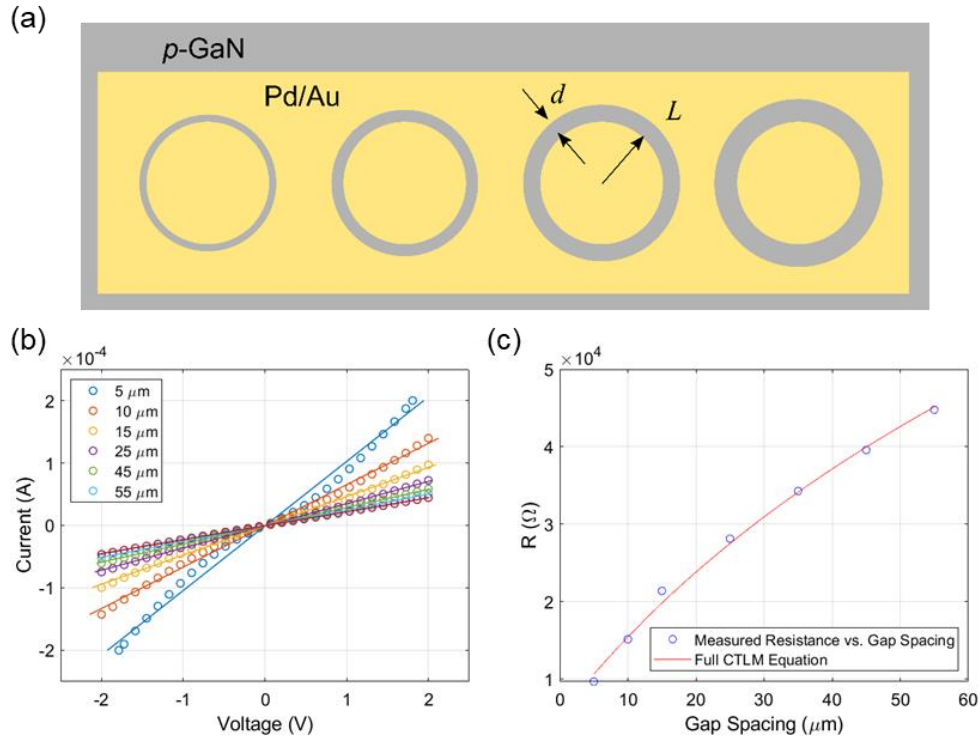 (a)
p-GaN
Pd/Au
d
L
(b)
×10⁻⁴
5 μm
10 μm
15 μm
25 μm
45 μm
55 μm
2
1
0
-1
-2
Current (A)
-2 -1 0 1 2
Voltage (V)
(c)
×10⁴
5
4
3
2
1
R (Ω)
Measured Resistance vs. Gap Spacing
Full CTLM Equation
0 10 20 30 40 50 60
Gap Spacing (μm)